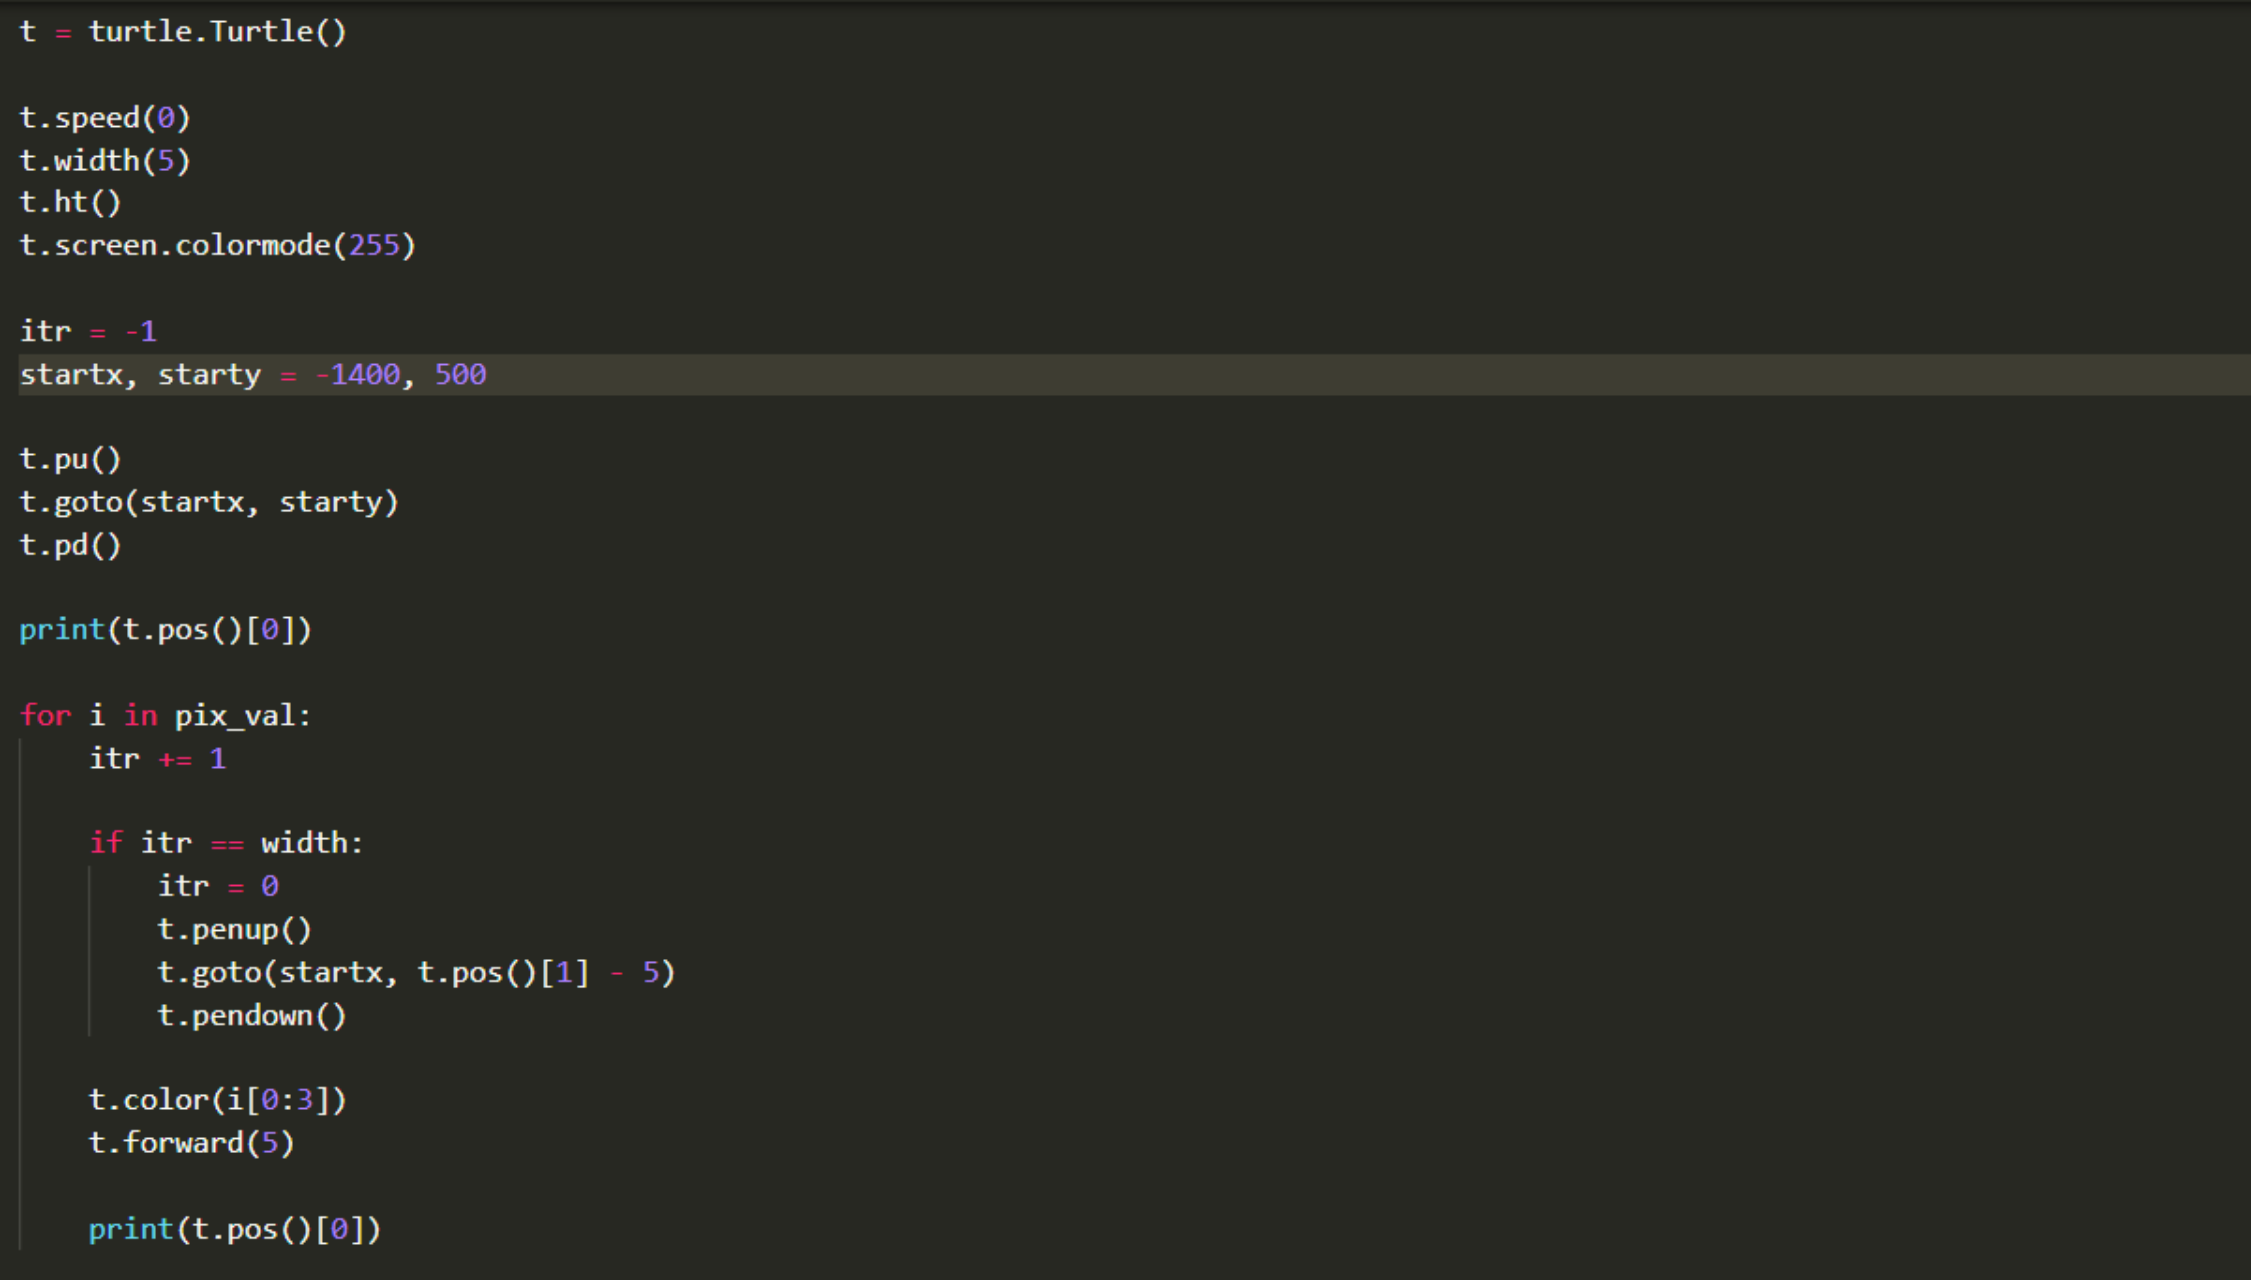 t = turtle.Turtle()
t.speed(0)
t.width(5)
t.ht()
t.screen.colormode(255)
itr = -1
startx, starty = -1400, 500
t.pu()
t.goto(startx, starty)
t.pd()
print(t.pos()[0])
for i in pix_val:
    itr += 1
    if itr == width:
        itr = 0
        t.penup()
        t.goto(startx, t.pos()[1] - 5)
        t.pendown()
    t.color(i[0:3])
    t.forward(5)
    print(t.pos()[0])